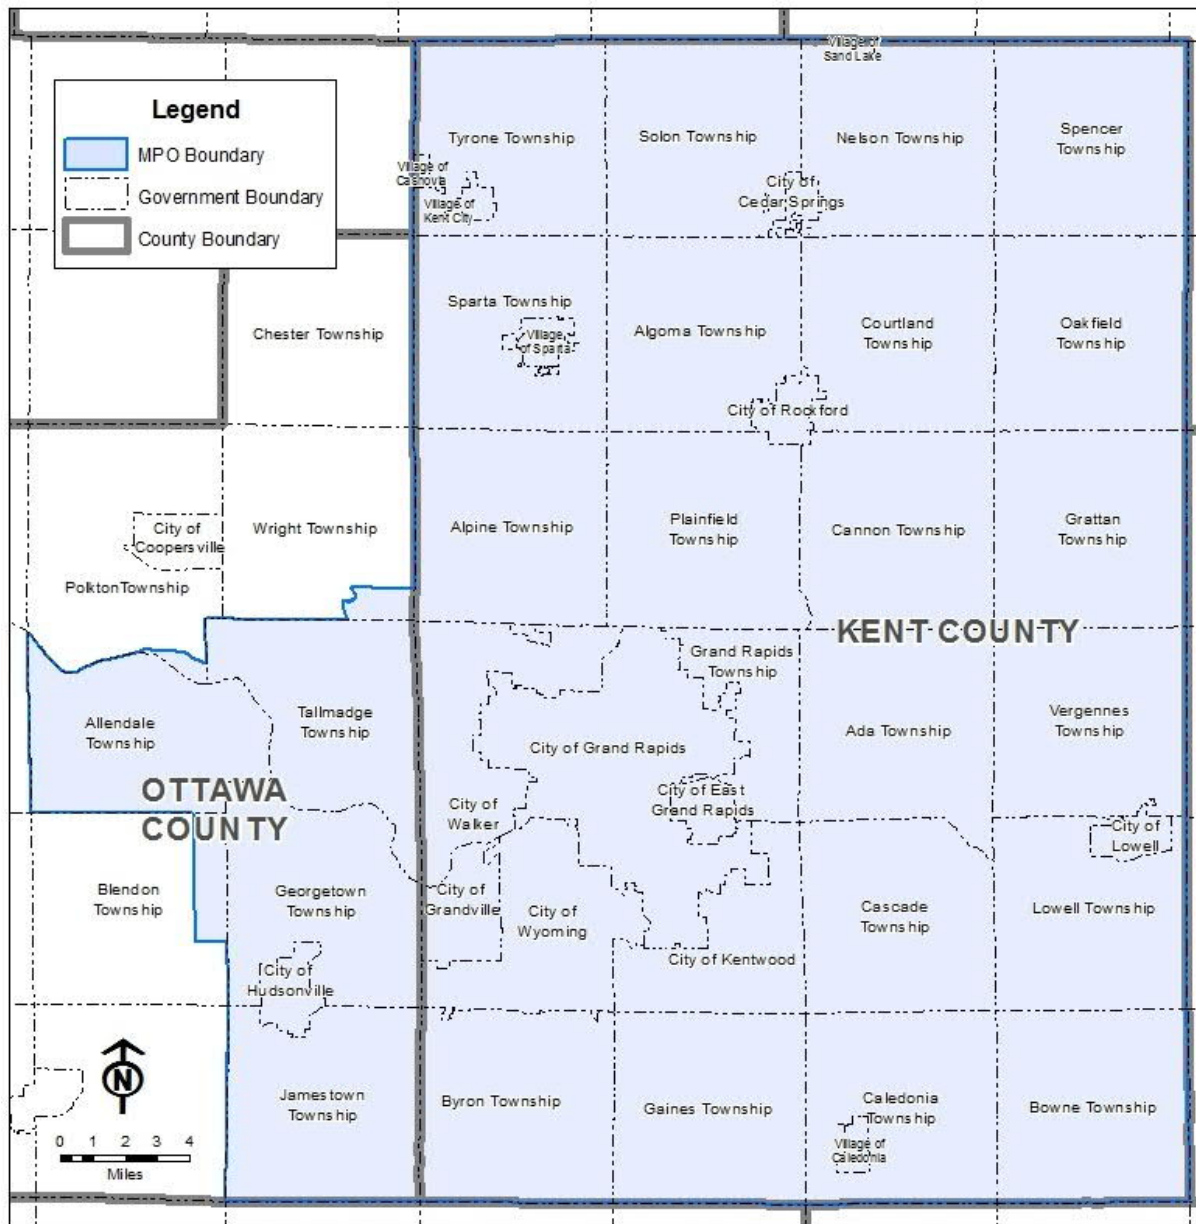 Village of
Sand Lake
Legend
MPO Boundary
Government Boundary
County Boundary
Tyrone Township
Solon Township
Nelson Township
Spencer
Township
Village of
Casnovia
Village of
Kent City
City of
Cedar Springs
Chester Township
Sparta Township
Village
of Sparta
Algoma Township
Courtland
Township
Oakfield
Township
City of Rockford
City of
Coopersville
Wright Township
Polkton Township
Alpine Township
Plainfield
Township
Cannon Township
Grattan
Township
KENT COUNTY
Grand Rapids
Township
Allendale
Township
Tallmadge
Township
City of Grand Rapids
Ada Township
Vergennes
Township
OTTAWA
COUNTY
City of
Walker
City of East
Grand Rapids
City of
Lowell
Blendon
Township
Georgetown
Township
City of
Grandville
City of
Wyoming
Cascade
Township
Lowell Township
City of Kentwood
City of
Hudsonville
N
Jamestown
Township
Byron Township
Gaines Township
Caledonia
Township
Bowne Township
Village of
Caledonia
0 1 2 3 4
Miles